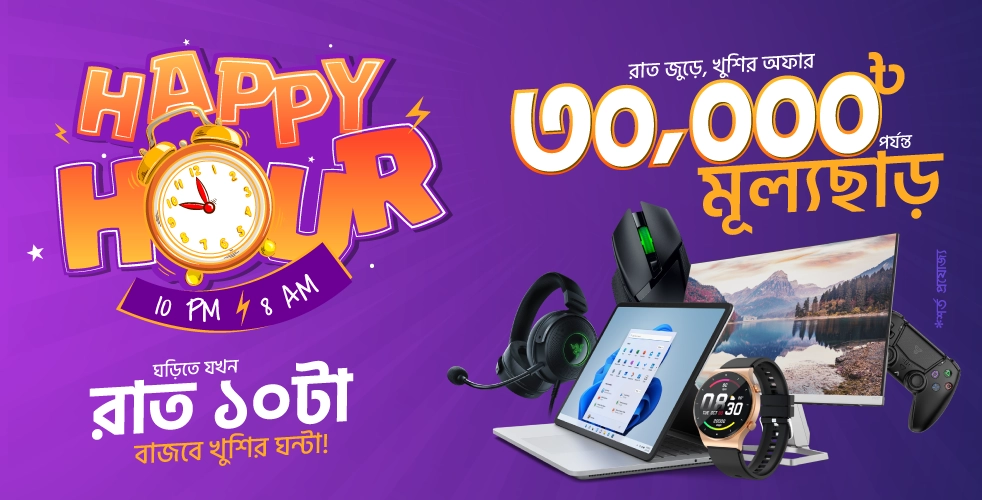 HAPPY
HOUR
10 PM 8 AM
ঘড়িতে যখন
রাত ১০টা
বাজবে খুশির ঘন্টা!
রাত জুড়ে, খুশির অফার
৩০,০০০৳
পর্যন্ত
মূল্যছাড়
*শর্ত প্রযোজ্য